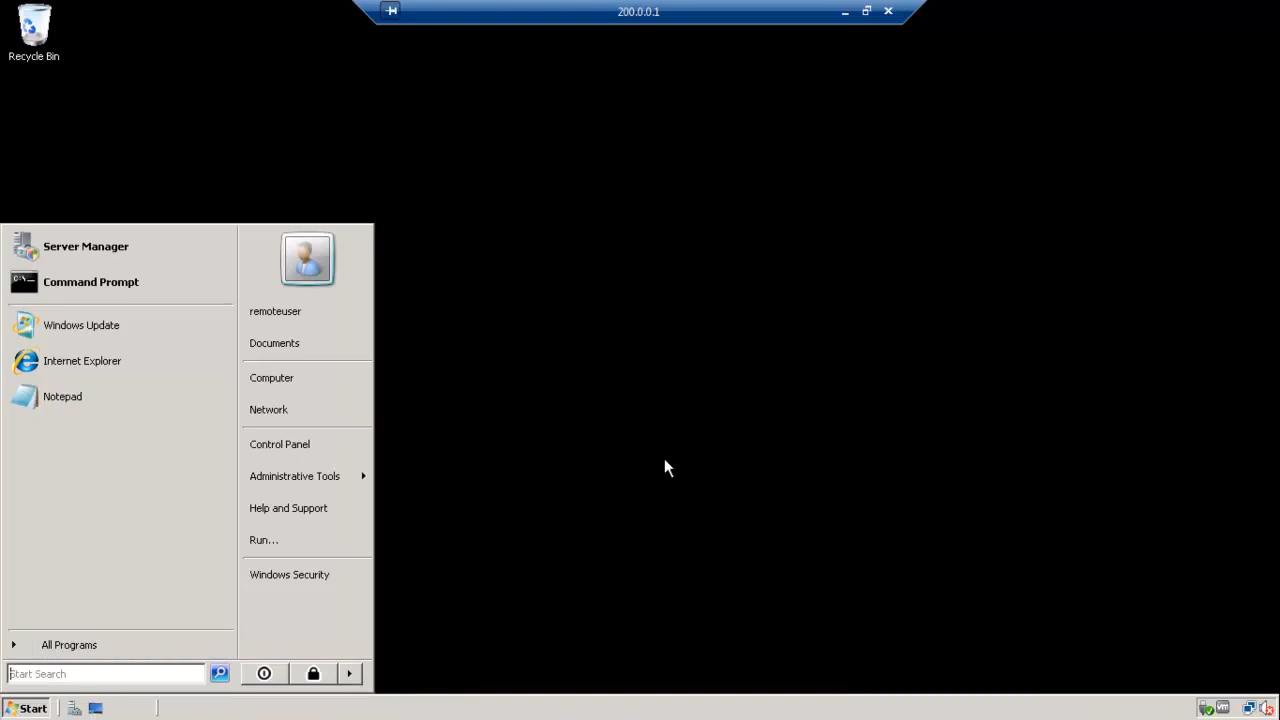 200.0.0.1
Recycle Bin
Server Manager
Command Prompt
Windows Update
Internet Explorer
Notepad
All Programs
Start Search
remoteuser
Documents
Computer
Network
Control Panel
Administrative Tools
Help and Support
Run...
Windows Security
Start